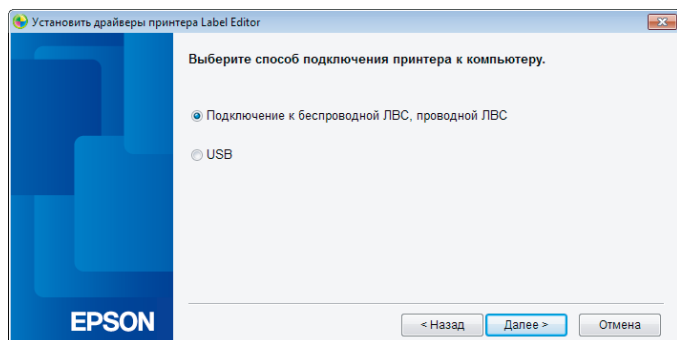 Установить драйверы принтера Label Editor
Выберите способ подключения принтера к компьютеру.
Подключение к беспроводной ЛВС, проводной ЛВС
USB
EPSON
< Назад
Далее >
Отмена